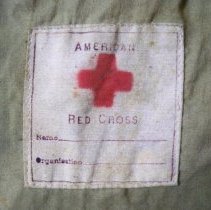 AMERICAN
RED CROSS
Name
Organization